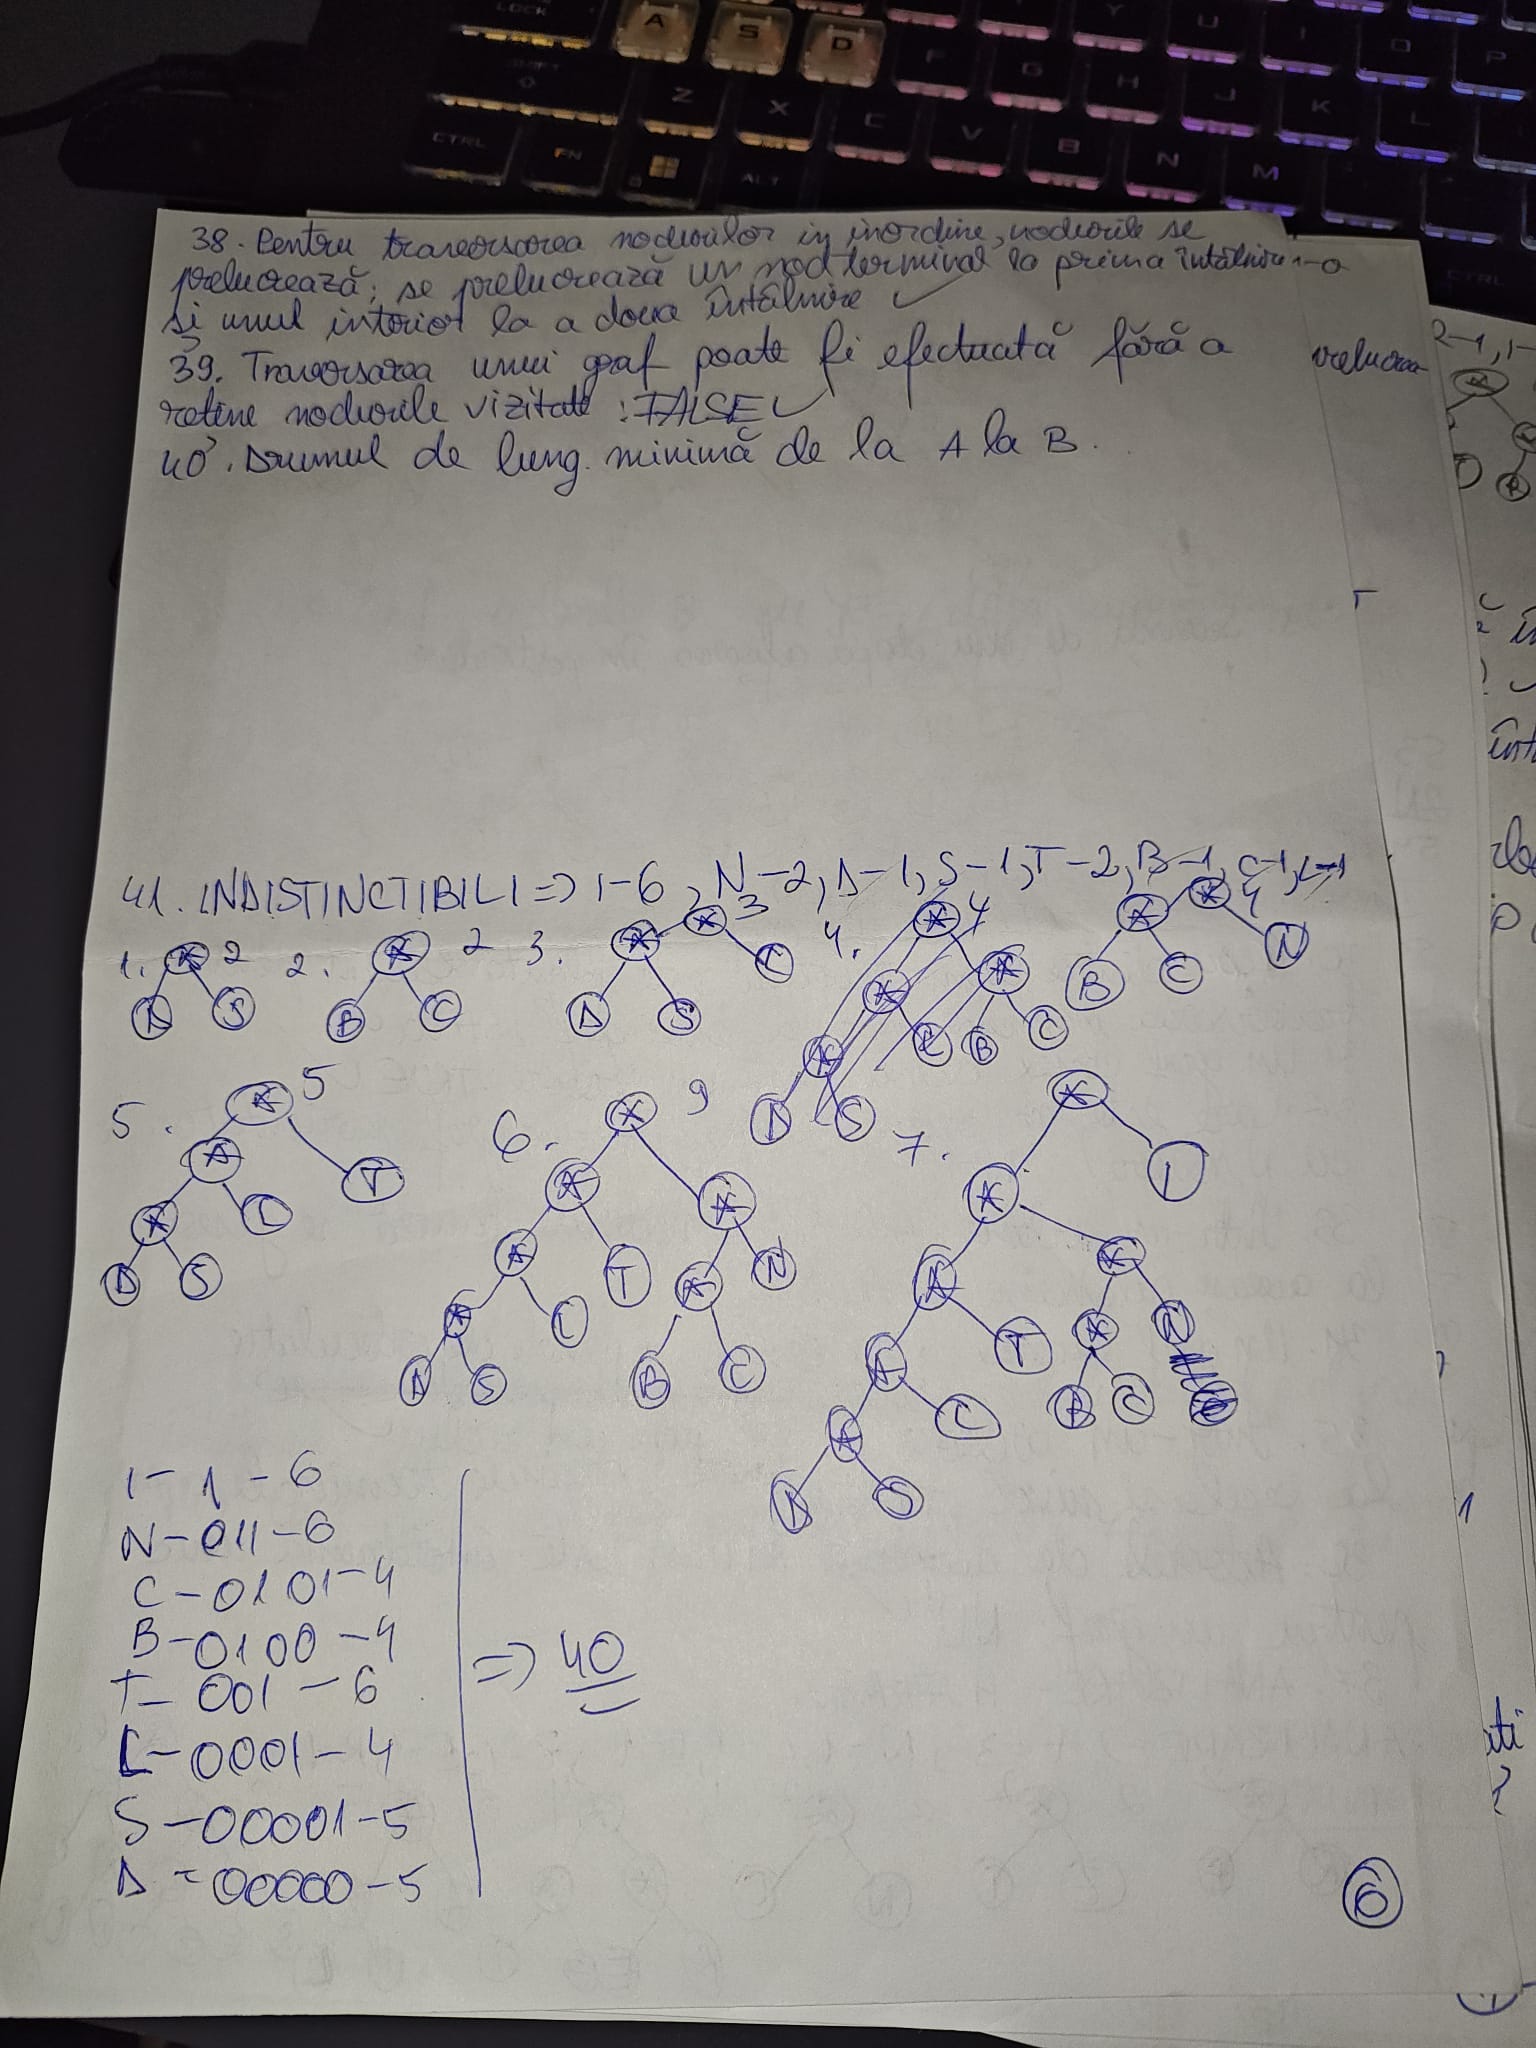 LOCK A S D F G H J K L
Y U I O P
SHIFT Z X C V B N M
CTRL FN ALT CTRL
38. Pentru traversarea nodurilor in inordine, nodurile se
prelucrează; se prelucrează un nod terminal la prima întâlnire
și unul interior la a doua întâlnire ✓
39. Traversarea unui graf poate fi efectuată fără a
reține nodurile vizitate : FALSE ✓
40. Drumul de lung. minimă de la A la B.
41. INDISTINCTIBILI => I-6, N-2, D-1, S-1, T-2, B-1, C-1, L-1
1. * 2 2. * 2 3. * * 3 4. * 4 * * 4
D S B C D S L * * B C N
* L B C
D S
5. * 5 6. * 9 7. *
* T * * * I
* L * T * N * *
D S * L B C * T * N
D S * L B C
* 
D S
I - 1 - 6
N - 011 - 6
C - 0101 - 4
B - 0100 - 4
T - 001 - 6
L - 0001 - 4
S - 00001 - 5
D - 00000 - 5
=> 40
6